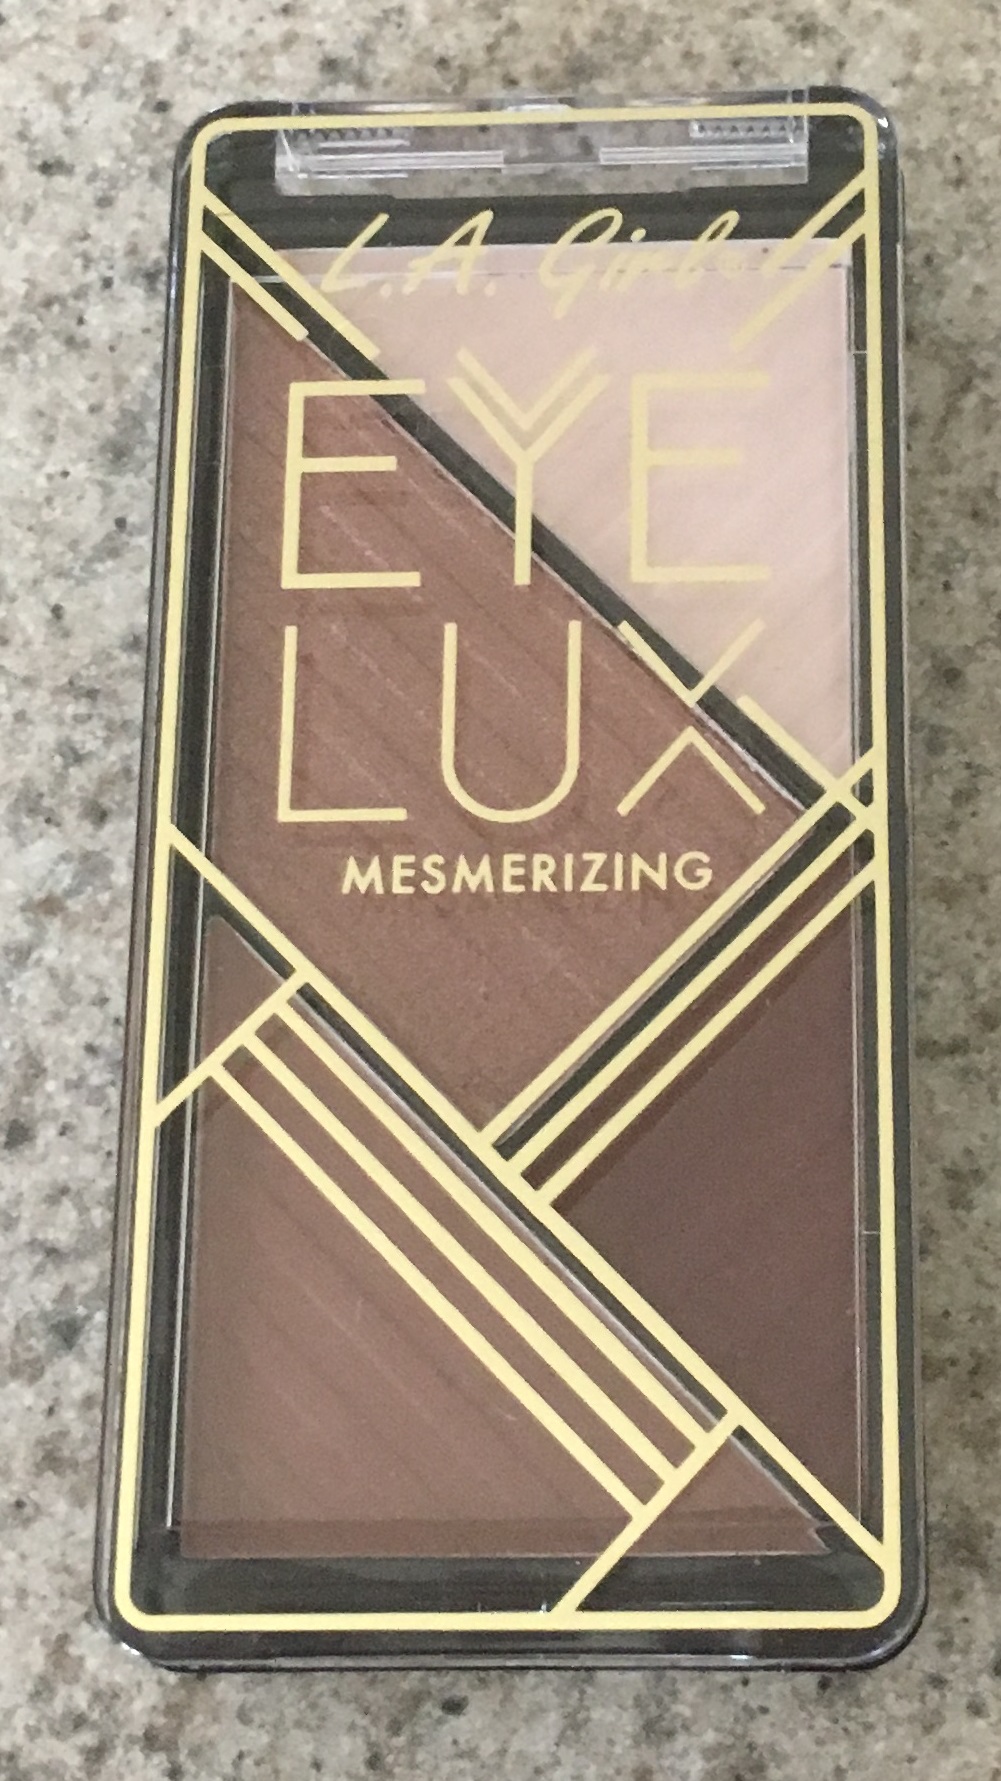 L.A. Girl
EYE
LUX
MESMERIZING